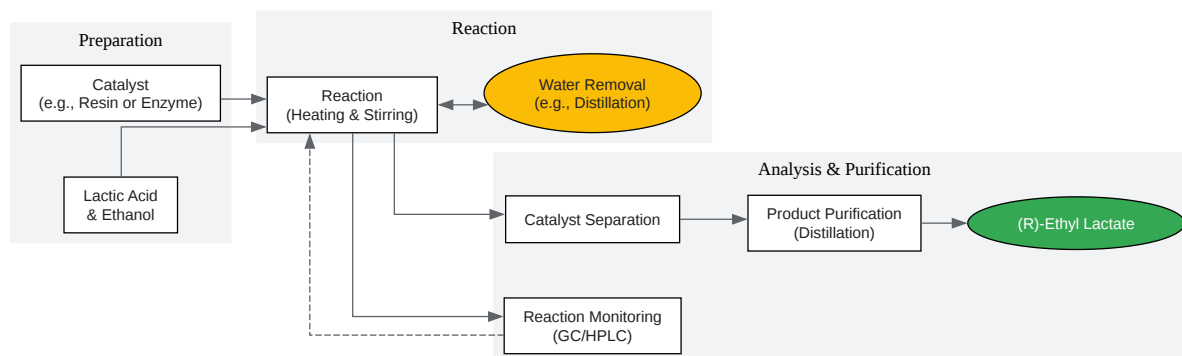 Preparation
Catalyst
(e.g., Resin or Enzyme)
Lactic Acid
& Ethanol
Reaction
Reaction
(Heating & Stirring)
Water Removal
(e.g., Distillation)
Analysis & Purification
Catalyst Separation
Product Purification
(Distillation)
(R)-Ethyl Lactate
Reaction Monitoring
(GC/HPLC)